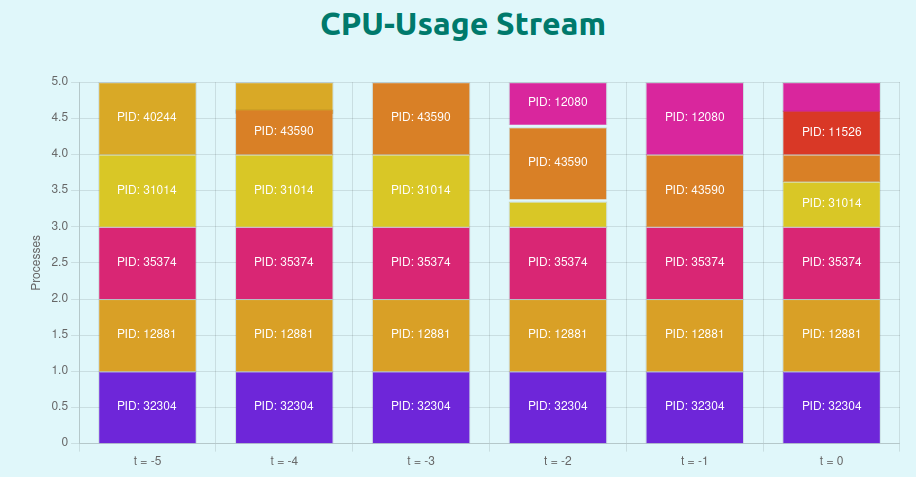 CPU-Usage Stream
5.0
4.5
4.0
3.5
3.0
2.5
2.0
1.5
1.0
0.5
0
Processes
PID: 40244
PID: 31014
PID: 35374
PID: 12881
PID: 32304
PID: 43590
PID: 31014
PID: 35374
PID: 12881
PID: 32304
PID: 43590
PID: 31014
PID: 35374
PID: 12881
PID: 32304
PID: 12080
PID: 43590
PID: 35374
PID: 12881
PID: 32304
PID: 12080
PID: 43590
PID: 35374
PID: 12881
PID: 32304
PID: 11526
PID: 31014
PID: 35374
PID: 12881
PID: 32304
t = -5
t = -4
t = -3
t = -2
t = -1
t = 0